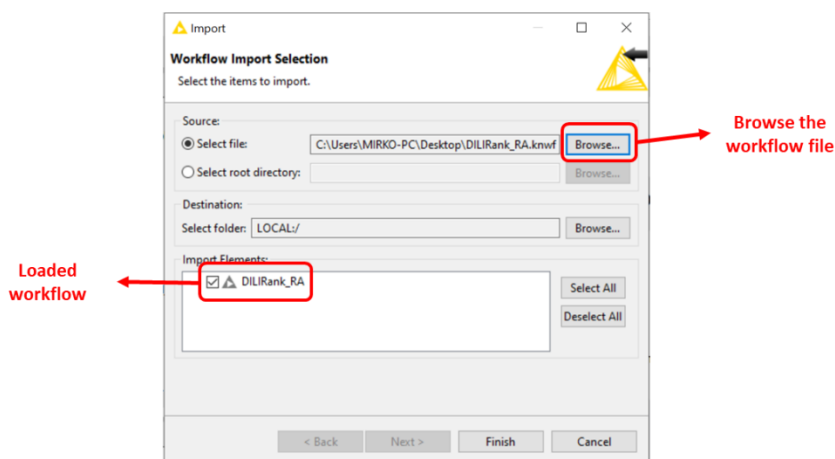 Import
Workflow Import Selection
Select the items to import.
Source:
Select file: C:\Users\MIRKO-PC\Desktop\DILIRank_RA.knwf Browse...
Browse the
workflow file
Select root directory: Browse...
Destination:
Select folder: LOCAL:/ Browse...
Import Elements:
Loaded
workflow
DILIRank_RA
Select All
Deselect All
< Back Next > Finish Cancel